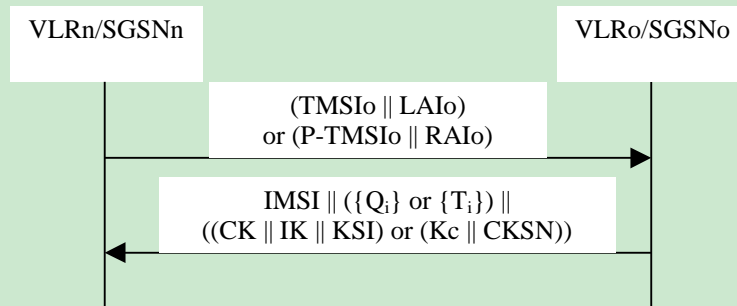 VLRn/SGSNn
VLRo/SGSNo
(TMSIo || LAIo)
or (P-TMSIo || RAIo)
IMSI || ({Qᵢ} or {Tᵢ}) ||
((CK || IK || KSI) or (Kc || CKSN))